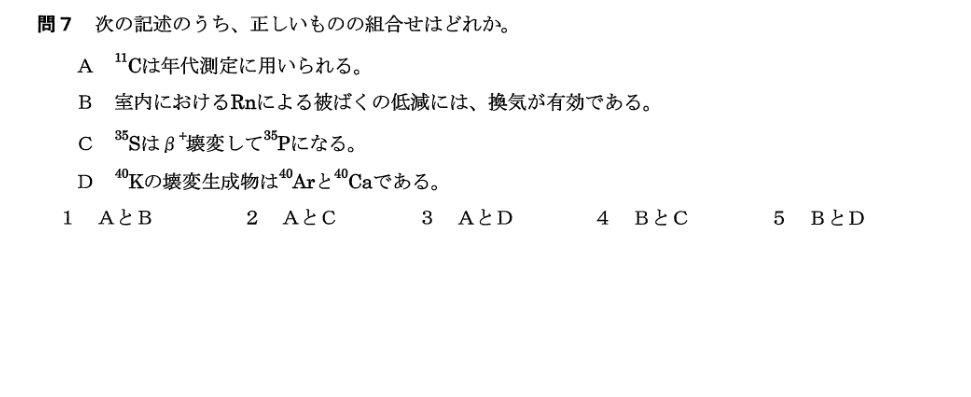 問7 次の記述のうち、正しいものの組合せはどれか。
A ¹¹Cは年代測定に用いられる。
B 室内におけるRnによる被ばくの低減には、換気が有効である。
C ³⁵Sはβ⁺壊変して³⁵Pになる。
D ⁴⁰Kの壊変生成物は⁴⁰Arと⁴⁰Caである。
1 AとB 2 AとC 3 AとD 4 BとC 5 BとD